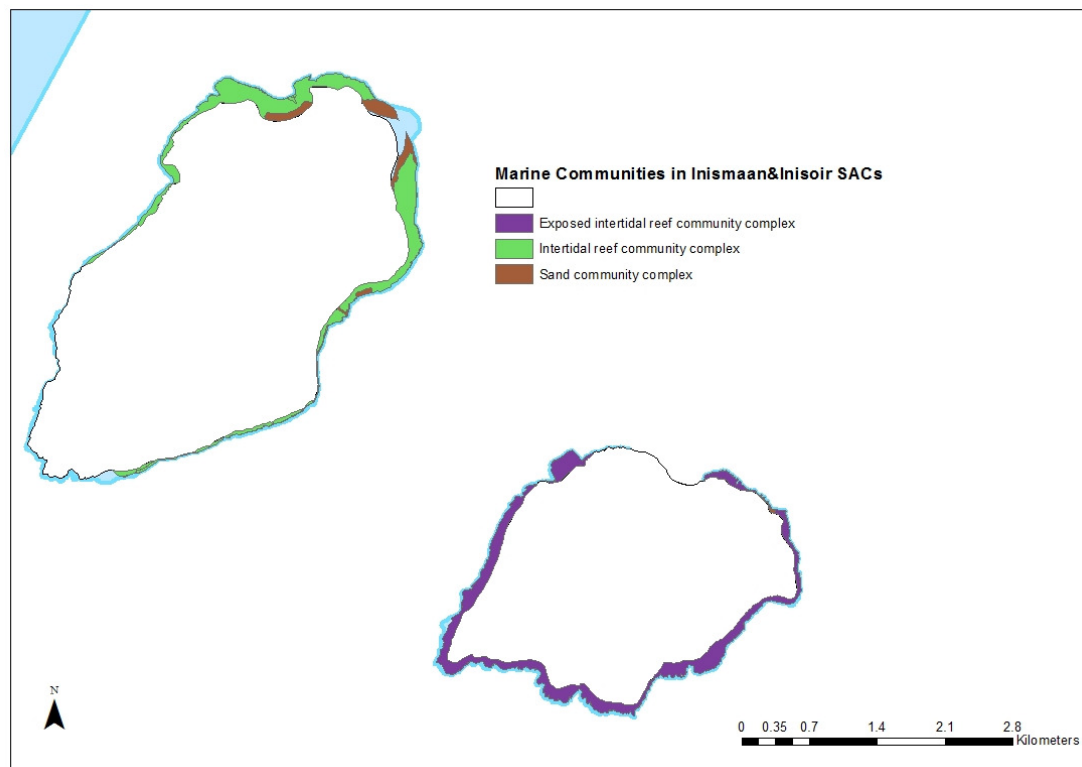 Marine Communities in Inismaan&Inisoir SACs
Exposed intertidal reef community complex
Intertidal reef community complex
Sand community complex
N
0 0.35 0.7 1.4 2.1 2.8
Kilometers